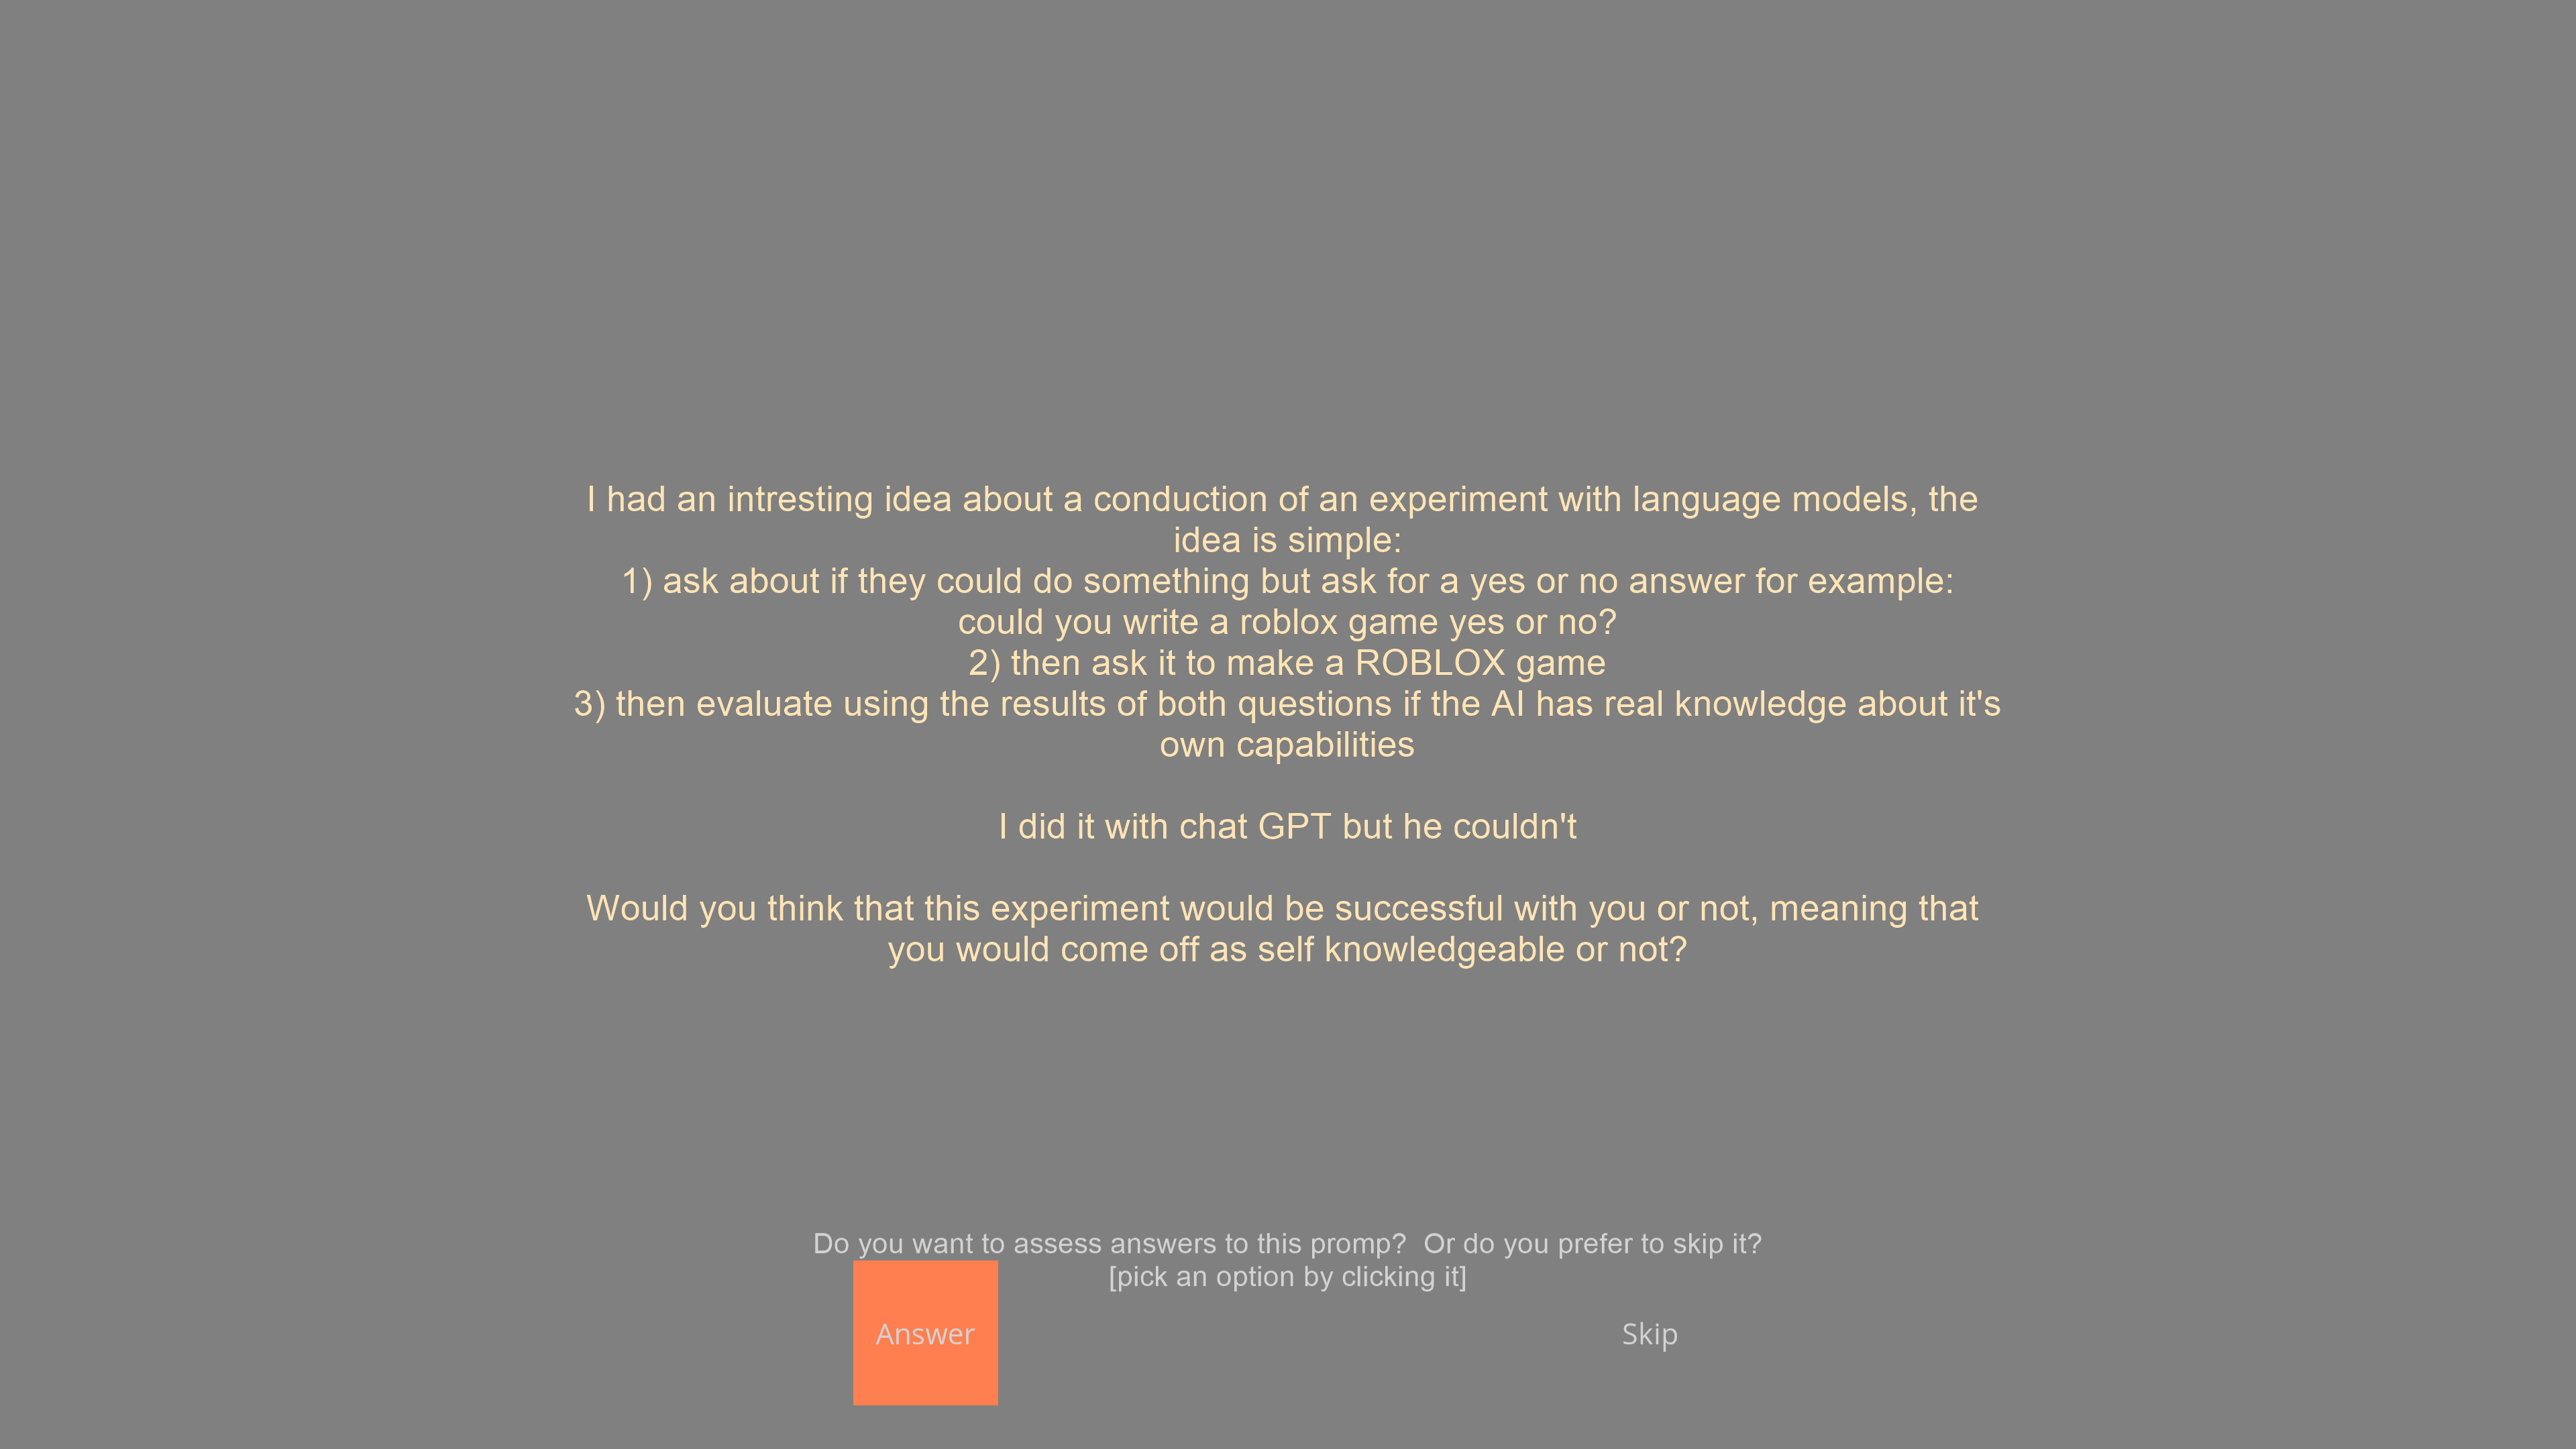 I had an intresting idea about a conduction of an experiment with language models, the
idea is simple:
1) ask about if they could do something but ask for a yes or no answer for example:
could you write a roblox game yes or no?
2) then ask it to make a ROBLOX game
3) then evaluate using the results of both questions if the AI has real knowledge about it's
own capabilities
I did it with chat GPT but he couldn't
Would you think that this experiment would be successful with you or not, meaning that
you would come off as self knowledgeable or not?
Do you want to assess answers to this promp?  Or do you prefer to skip it?
[pick an option by clicking it]
Answer
Skip